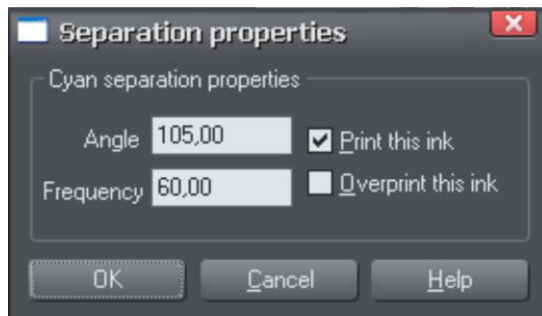 Separation properties
Cyan separation properties
Angle 105,00 Print this ink
Frequency 60,00 Overprint this ink
OK Cancel Help